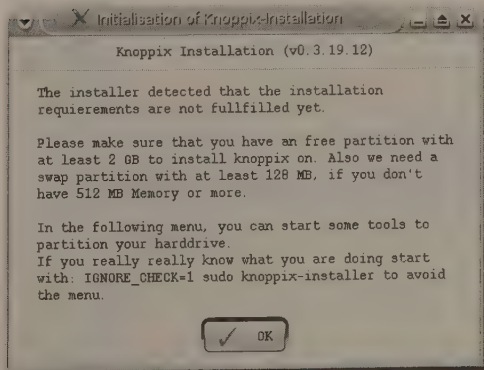 Initialisation of Knoppix-Installation
Knoppix Installation (v0.3.19.12)
The installer detected that the installation
requierements are not fullfilled yet.
Please make sure that you have an free partition with
at least 2 GB to install knoppix on. Also we need a
swap partition with at least 128 MB, if you don't
have 512 MB Memory or more.
In the following menu, you can start some tools to
partition your harddrive.
If you really really know what you are doing start
with: IGNORE_CHECK=1 sudo knoppix-installer to avoid
the menu.
OK